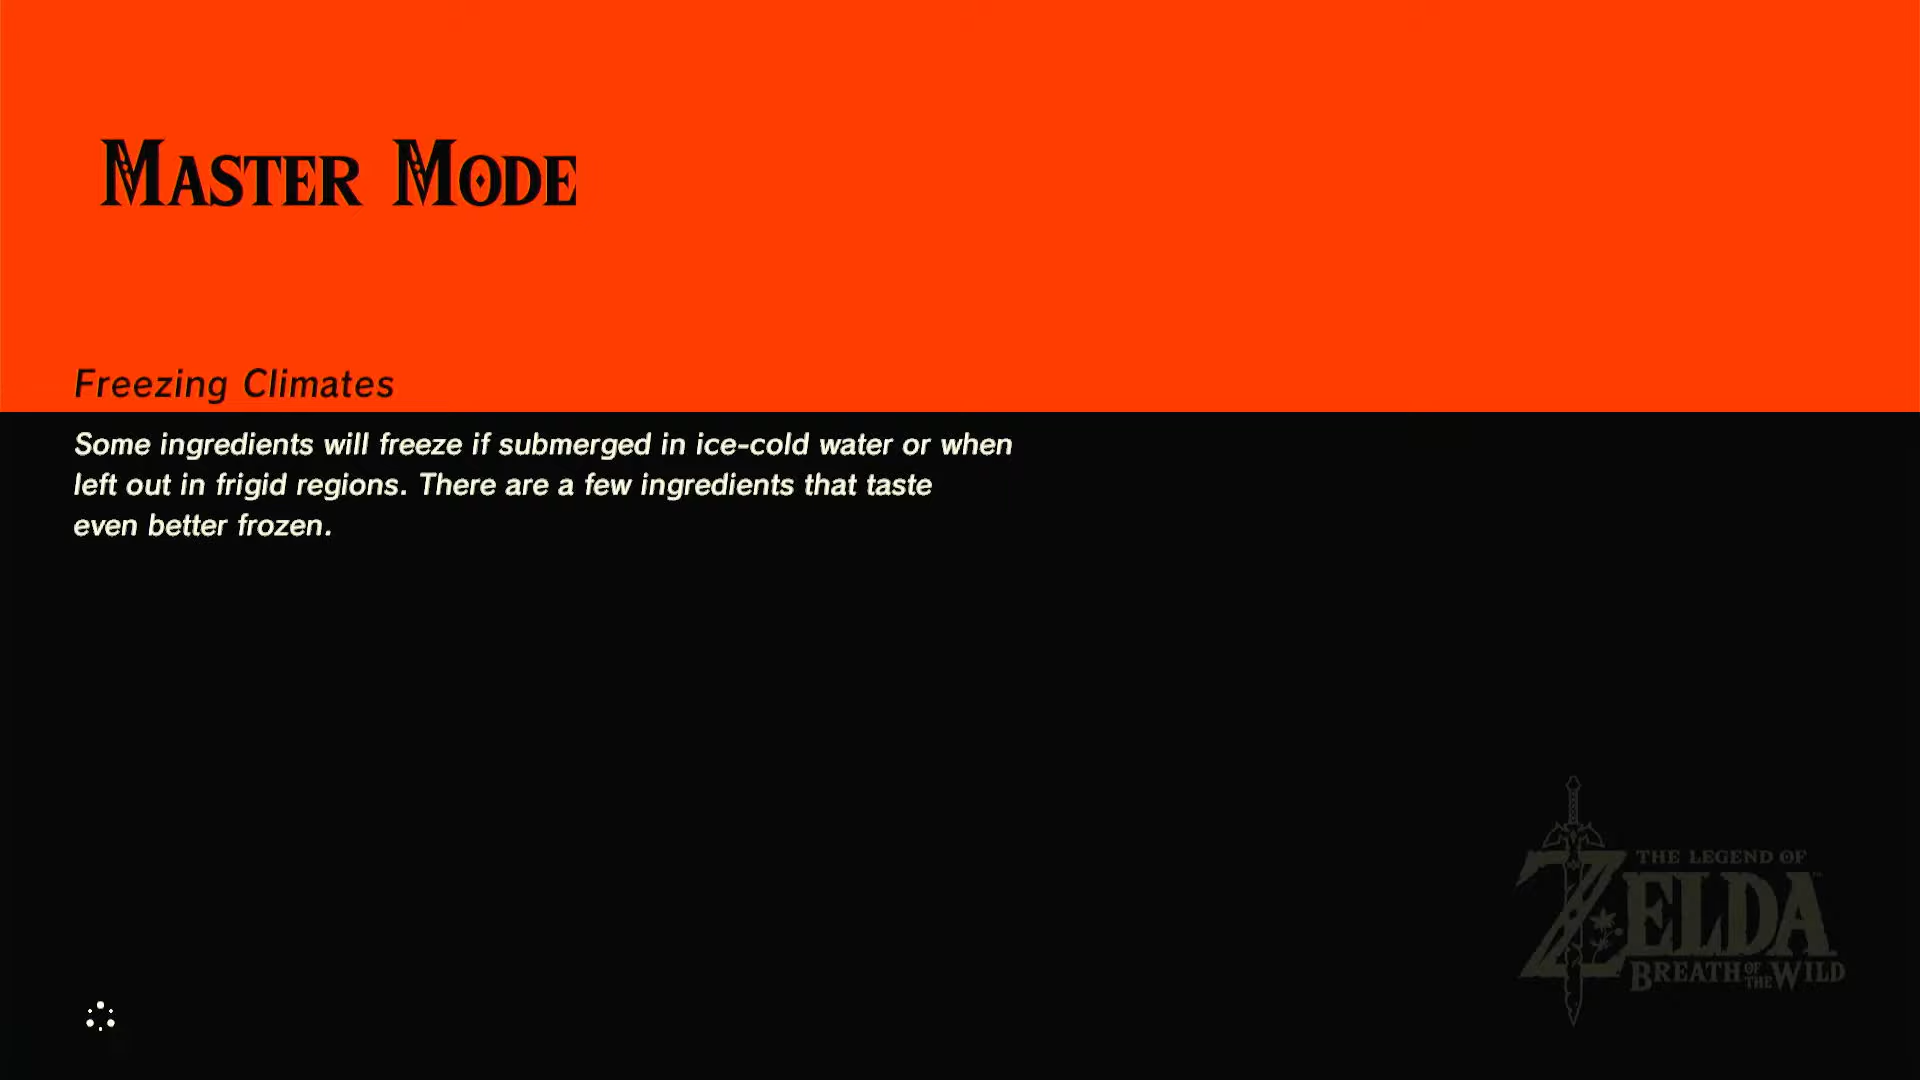 MASTER MODE
Freezing Climates
Some ingredients will freeze if submerged in ice-cold water or when
left out in frigid regions. There are a few ingredients that taste
even better frozen.
THE LEGEND OF
ZELDA
BREATH OF THE WILD